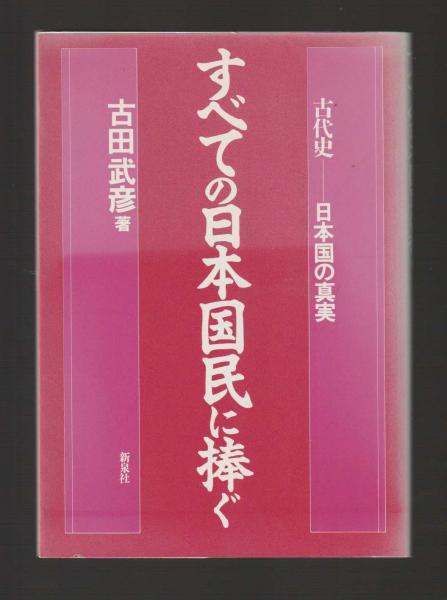 古代史――日本国の真実
すべての日本国民に捧ぐ
古田武彦著
新泉社